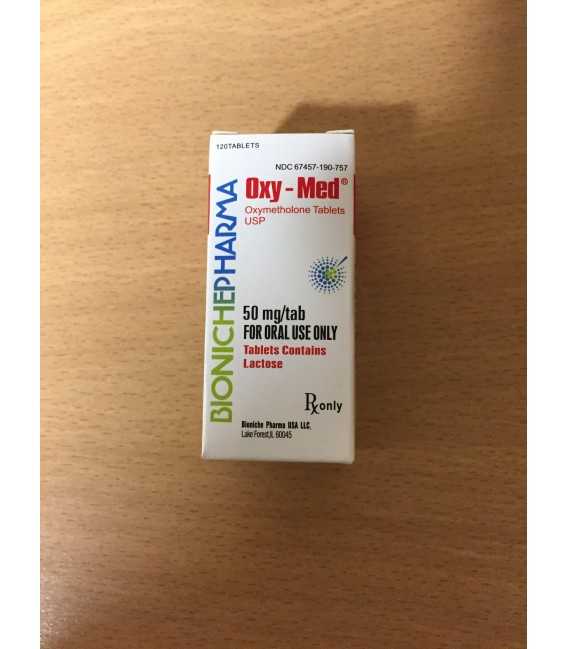 120TABLETS
NDC 67457-190-757
BIONICHEPHARMA
Oxy-Med®
Oxymetholone Tablets
USP
50 mg/tab
FOR ORAL USE ONLY
Tablets Contains
Lactose
Rx only
Bioniche Pharma USA LLC.
Lake Forest,IL 60045